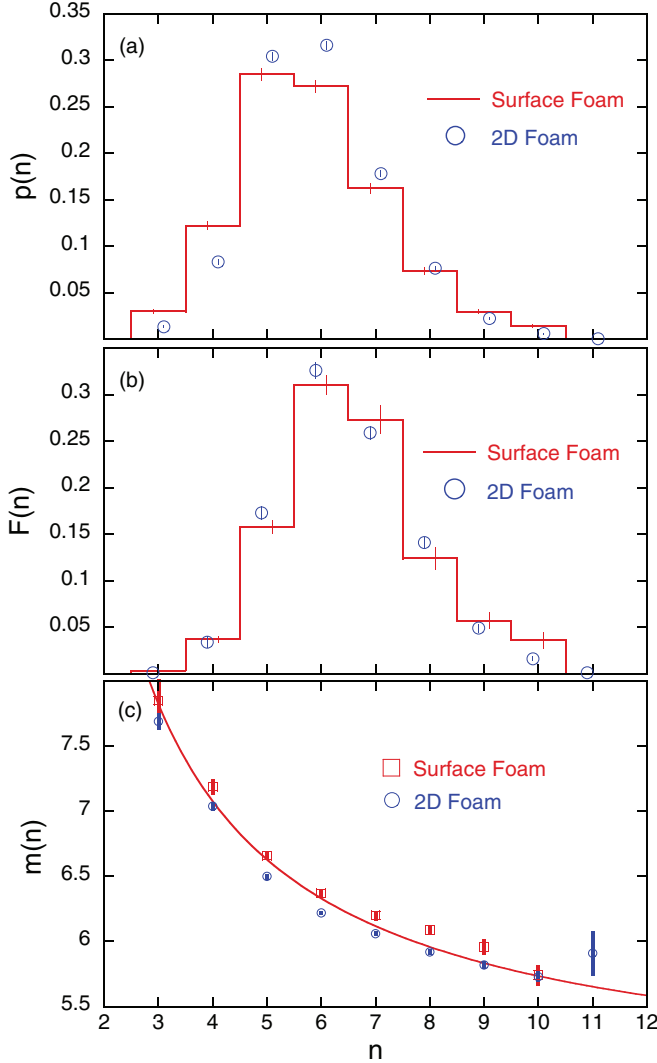 0.35
(a)
0.3
0.25
Surface Foam
0.2
2D Foam
p(n)
0.15
0.1
0.05
(b)
0.3
0.25
Surface Foam
0.2
2D Foam
F(n)
0.15
0.1
0.05
(c)
7.5
Surface Foam
2D Foam
7
m(n)
6.5
6
5.5
2 3 4 5 6 7 8 9 10 11 12
n